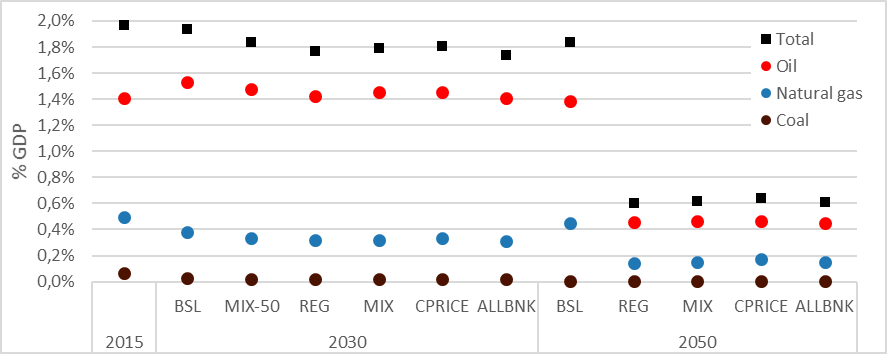 2,0%
1,8%
1,6%
1,4%
1,2%
1,0%
0,8%
0,6%
0,4%
0,2%
0,0%
% GDP
Total
Oil
Natural gas
Coal
BSL MIX-50 REG MIX CPRICE ALLBNK BSL REG MIX CPRICE ALLBNK
2015 2030 2050